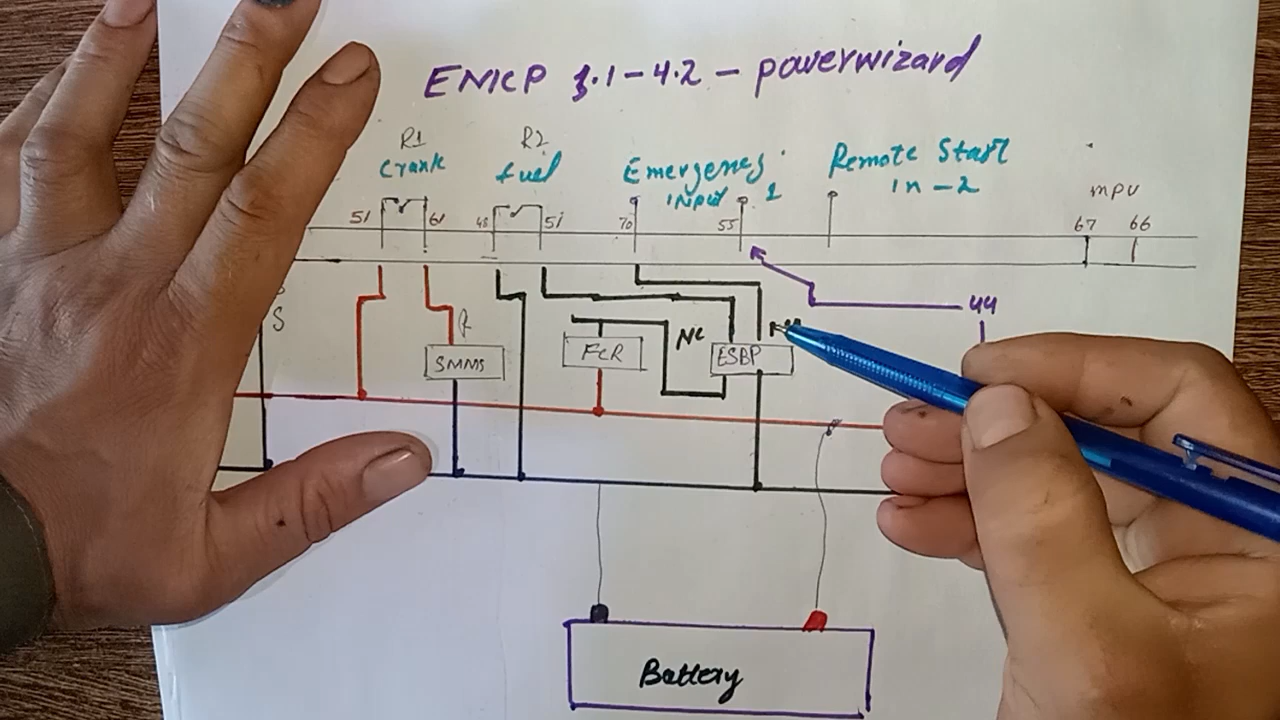 ENICP 3.1-4.2 - powerwizard
R1 R2
Crank fuel Emergency Remote Start
INPUT 1 in-2
MPU
51 61 48 51 70 55 67 66
44
S
SMMS FCR NC ESBP
Battery